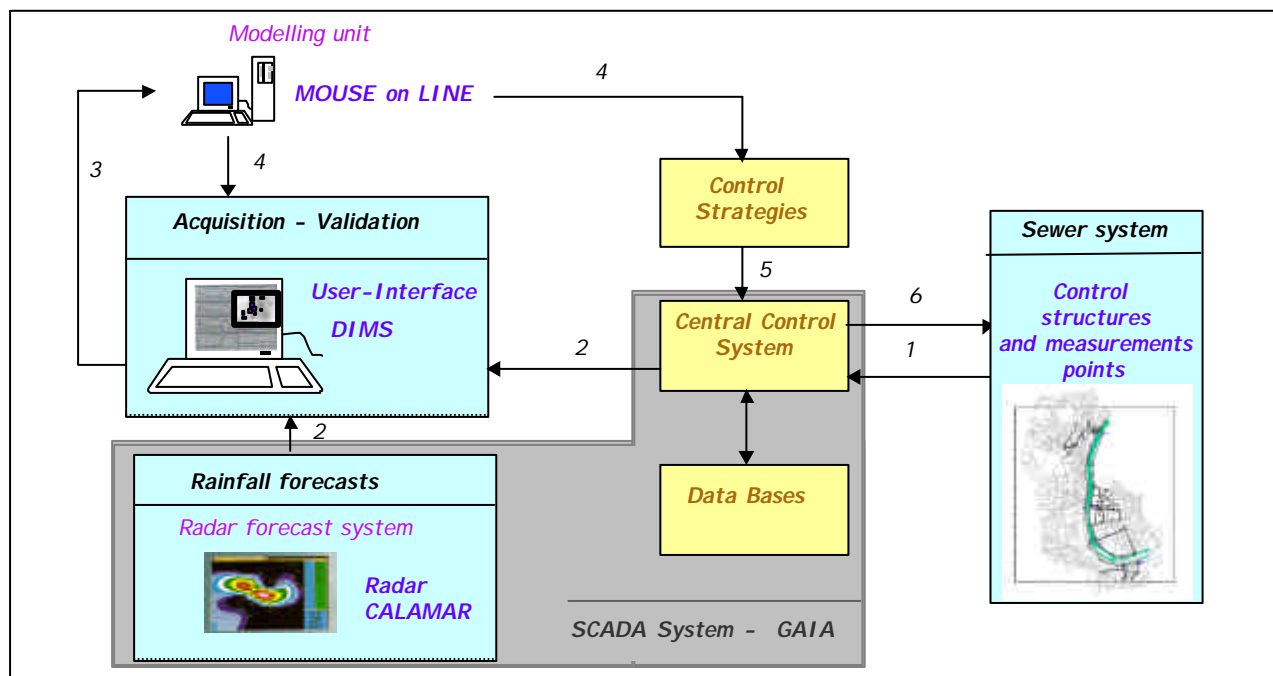 Modelling unit
MOUSE on LINE
4
3
4
Acquisition - Validation
User-Interface
DIMS
Control
Strategies
5
Sewer system
Control
structures
and measurements
points
6
1
Central Control
System
2
2
Rainfall forecasts
Radar forecast system
Radar
CALAMAR
Data Bases
SCADA System - GAIA